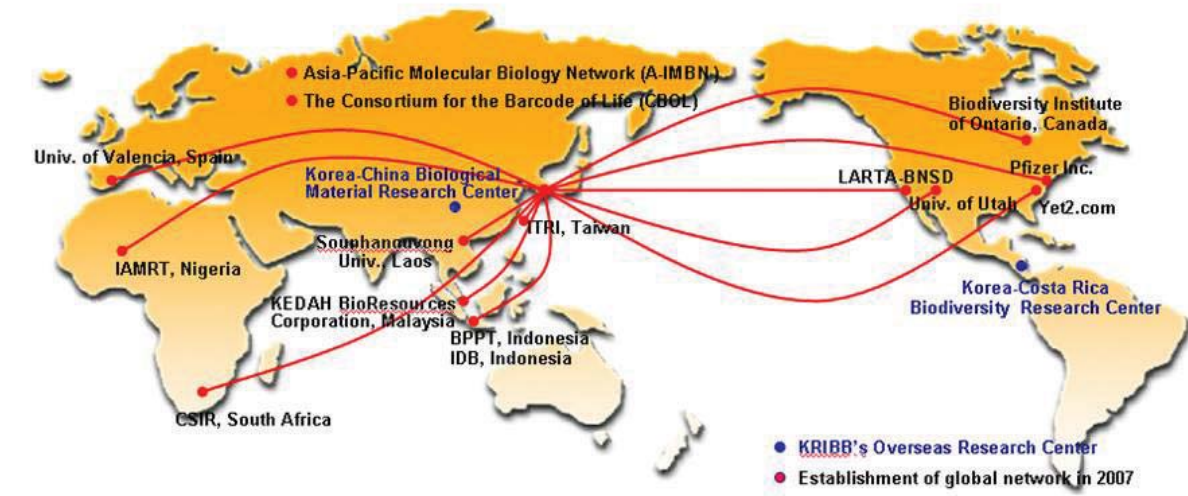 Asia-Pacific Molecular Biology Network (A-IMBN)
The Consortium for the Barcode of Life (CBOL)
Biodiversity Institute
of Ontario, Canada
Univ. of Valencia, Spain
Korea-China Biological
Material Research Center
Pfizer Inc.
LARTA-BNSD
Univ. of Utah
Yet2.com
ITRI, Taiwan
Souphanouvong
Univ., Laos
IAMRT, Nigeria
Korea-Costa Rica
Biodiversity Research Center
KEDAH BioResources
Corporation, Malaysia
BPPT, Indonesia
IDB, Indonesia
CSIR, South Africa
KRIBB's Overseas Research Center
Establishment of global network in 2007